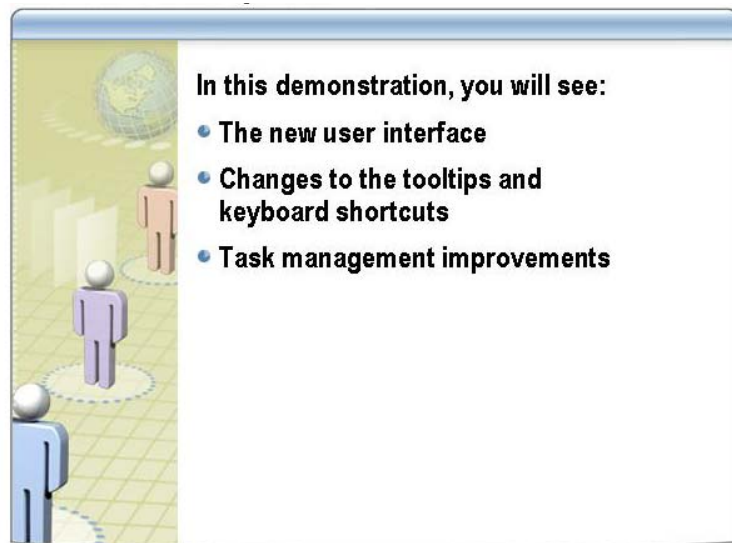 In this demonstration, you will see:
The new user interface
Changes to the tooltips and
keyboard shortcuts
Task management improvements